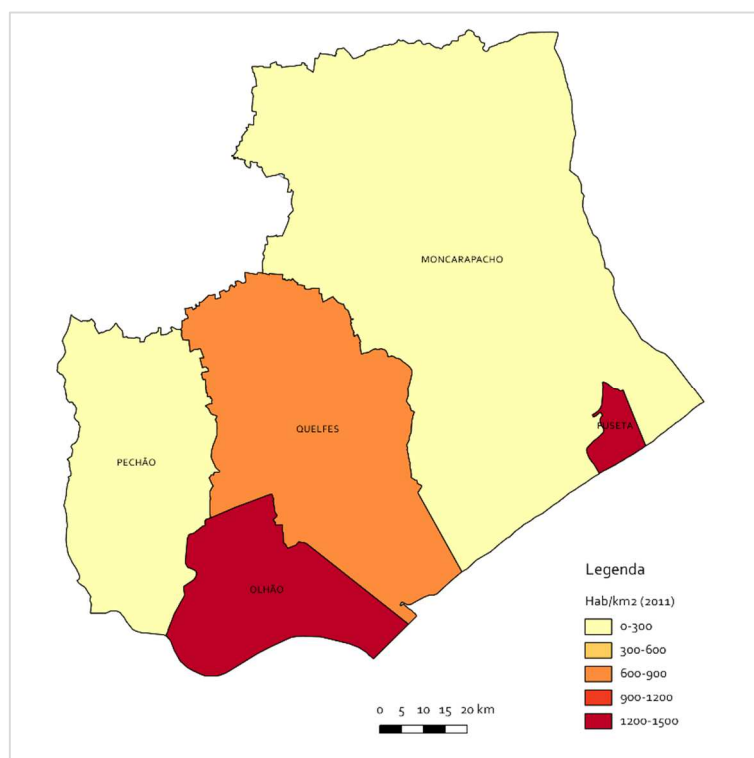 MONCARAPACHO
QUELFES
FUSETA
PECHÃO
OLHÃO
Legenda
Hab/km2 (2011)
0-300
300-600
600-900
900-1200
1200-1500
0 5 10 15 20 km